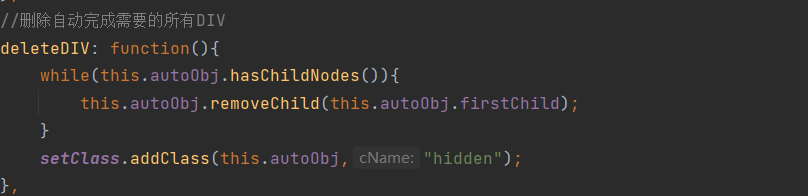 //删除自动完成需要的所有DIV
deleteDIV: function(){
    while(this.autoObj.hasChildNodes()){
        this.autoObj.removeChild(this.autoObj.firstChild);
    }
    setClass.addClass(this.autoObj, cName: "hidden");
},